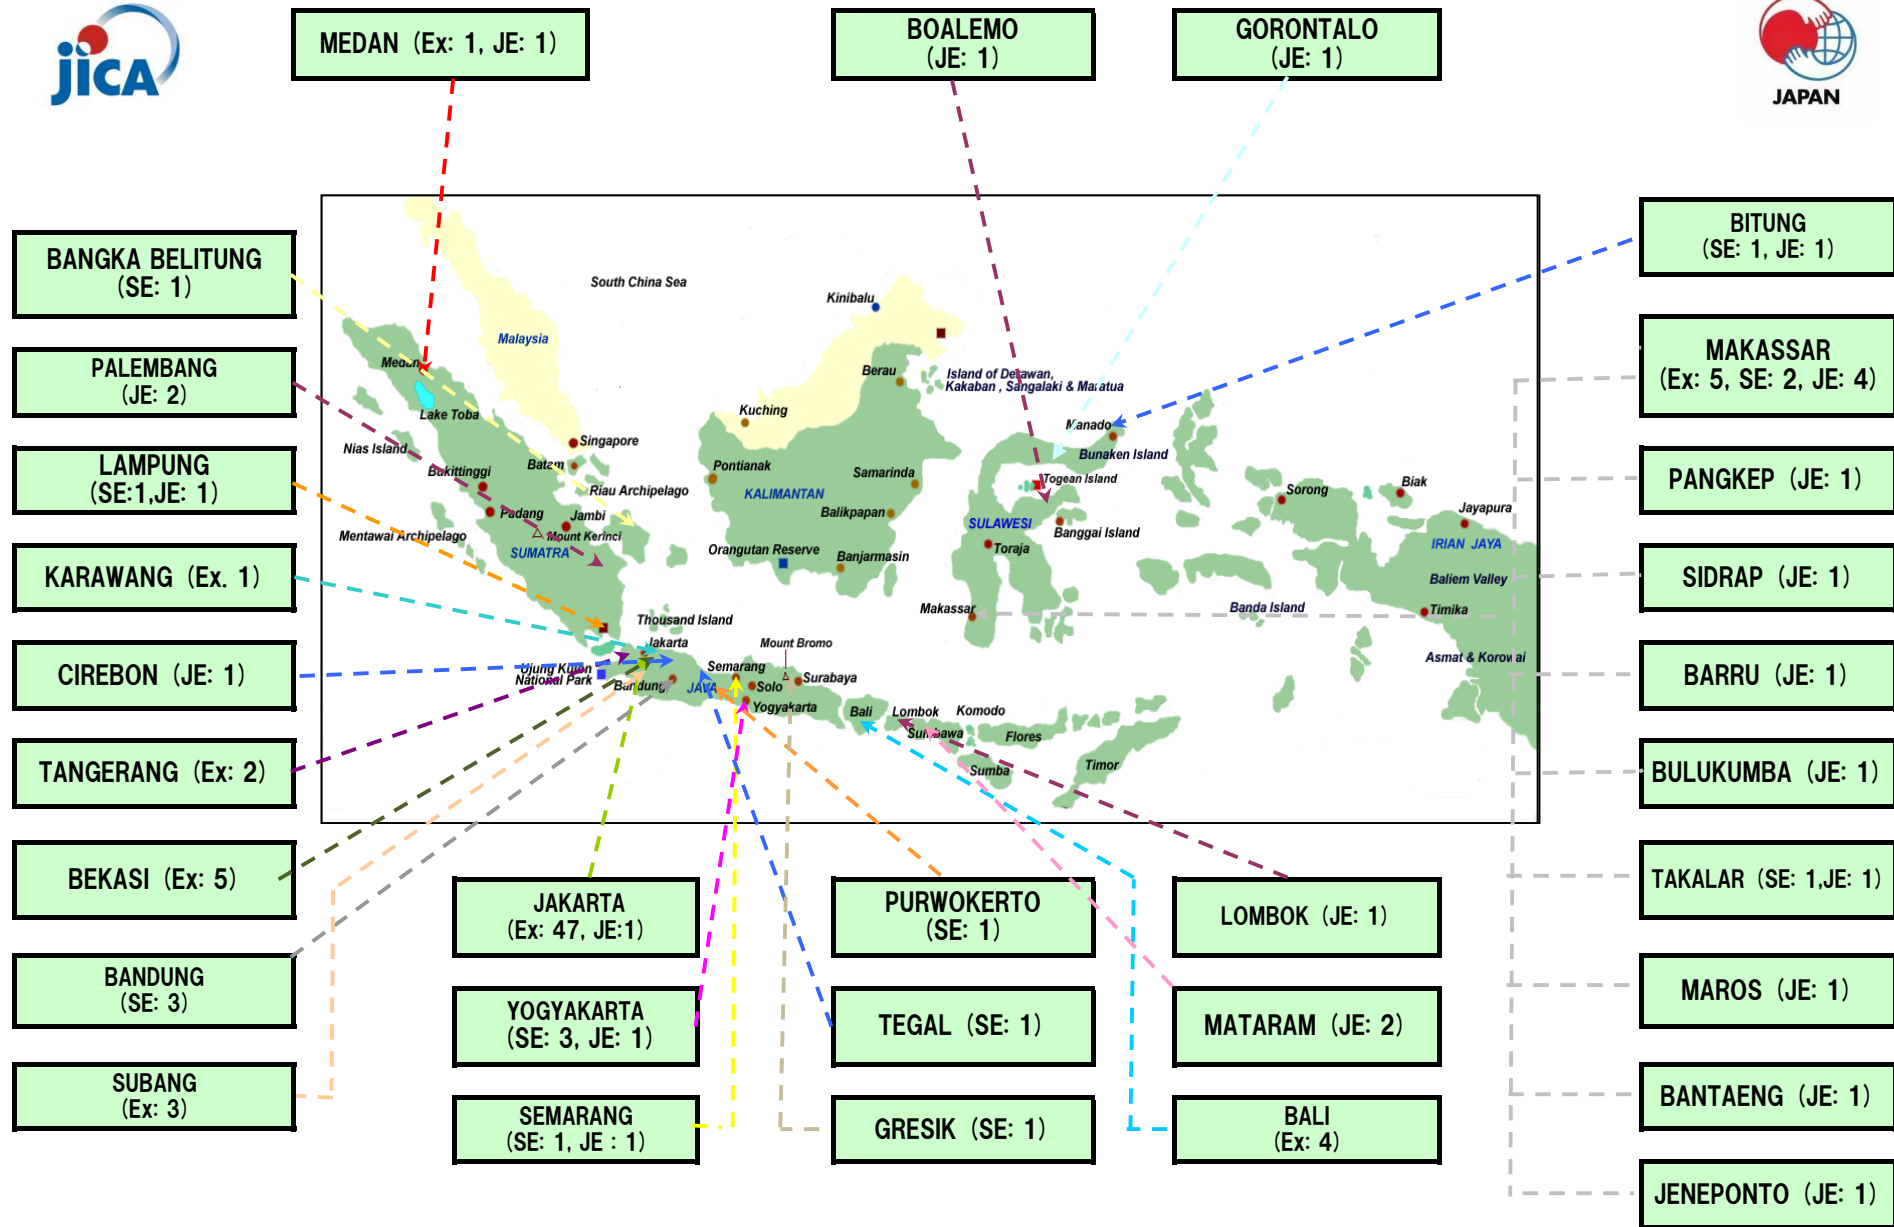 jICA
MEDAN (Ex: 1, JE: 1)
BOALEMO
(JE: 1)
GORONTALO
(JE: 1)
JAPAN
BANGKA BELITUNG
(SE: 1)
PALEMBANG
(JE: 2)
LAMPUNG
(SE:1,JE: 1)
KARAWANG (Ex. 1)
CIREBON (JE: 1)
TANGERANG (Ex: 2)
BEKASI (Ex: 5)
BANDUNG
(SE: 3)
SUBANG
(Ex: 3)
South China Sea
Kinibalu
Malaysia
Medan
Lake Toba
Nias Island
Singapore
Batam
Bukittinggi
Riau Archipelago
Padang
Jambi
Mount Kerinci
Mentawai Archipelago
SUMATRA
Berau
Island of Derawan,
Kakaban , Sangalaki & Maratua
Kuching
Pontianak
KALIMANTAN
Samarinda
Balikpapan
Orangutan Reserve
Banjarmasin
Manado
Bunaken Island
Togean Island
SULAWESI
Banggai Island
Toraja
Makassar
Sorong
Biak
Jayapura
IRIAN JAYA
Baliem Valley
Banda Island
Timika
Asmat & Korowai
Thousand Island
Jakarta
Ujung Kulon
National Park
Bandung
JAVA
Semarang
Solo
Yogyakarta
Mount Bromo
Surabaya
Bali
Lombok
Komodo
Sumbawa
Flores
Sumba
Timor
JAKARTA
(Ex: 47, JE:1)
YOGYAKARTA
(SE: 3, JE: 1)
SEMARANG
(SE: 1, JE : 1)
PURWOKERTO
(SE: 1)
TEGAL (SE: 1)
GRESIK (SE: 1)
LOMBOK (JE: 1)
MATARAM (JE: 2)
BALI
(Ex: 4)
BITUNG
(SE: 1, JE: 1)
MAKASSAR
(Ex: 5, SE: 2, JE: 4)
PANGKEP (JE: 1)
SIDRAP (JE: 1)
BARRU (JE: 1)
BULUKUMBA (JE: 1)
TAKALAR (SE: 1,JE: 1)
MAROS (JE: 1)
BANTAENG (JE: 1)
JENEPONTO (JE: 1)